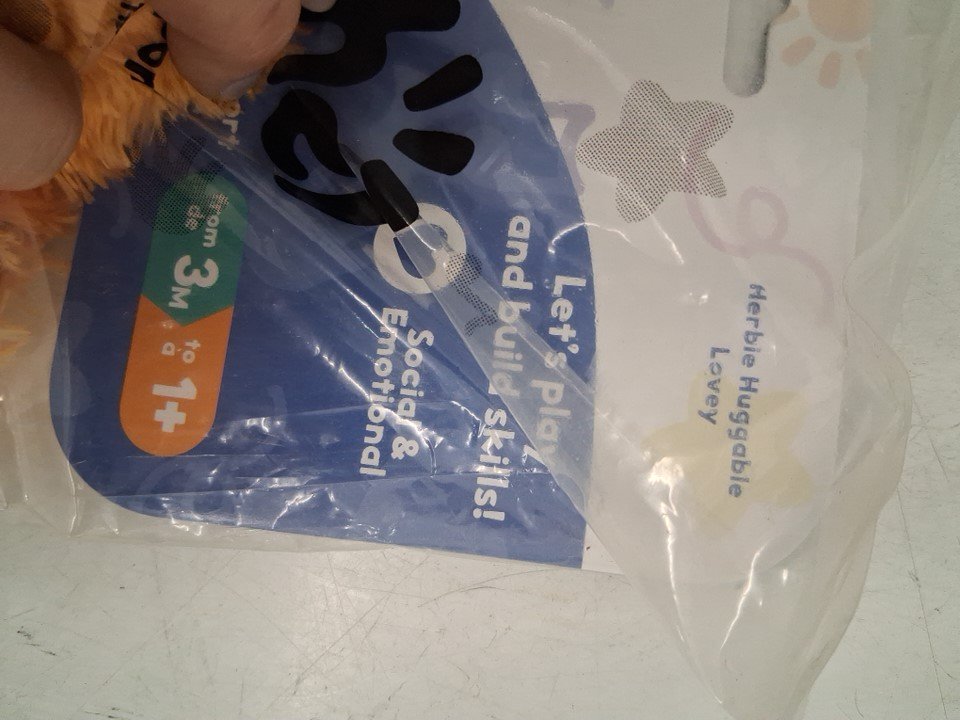 Herbie Huggable
Lovey
Let's play
and build skills!
Social &
Emotional
from
de
3M
to
a
1+